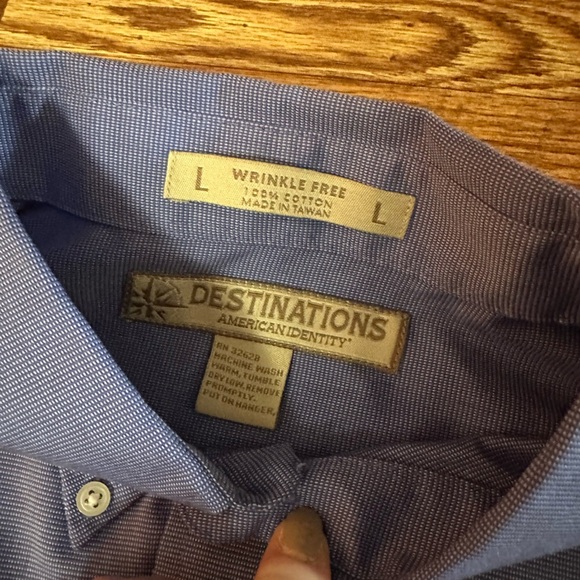 L WRINKLE FREE L
100% COTTON
MADE IN TAIWAN
DESTINATIONS
AMERICAN IDENTITY®
RN 32628
MACHINE WASH
WARM, TUMBLE
DRY LOW, REMOVE
PROMPTLY.
PUT ON HANGER.